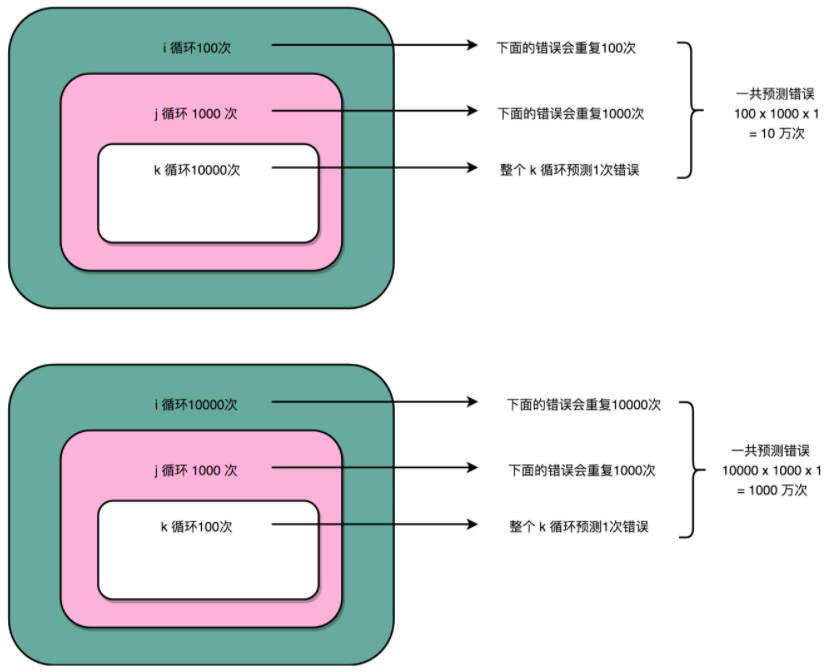 i 循环100次
下面的错误会重复100次
j 循环 1000 次
下面的错误会重复1000次
k 循环10000次
整个 k 循环预测1次错误
一共预测错误
100 x 1000 x 1
= 10 万次
i 循环10000次
下面的错误会重复10000次
j 循环 1000 次
下面的错误会重复1000次
k 循环100次
整个 k 循环预测1次错误
一共预测错误
10000 x 1000 x 1
= 1000 万次